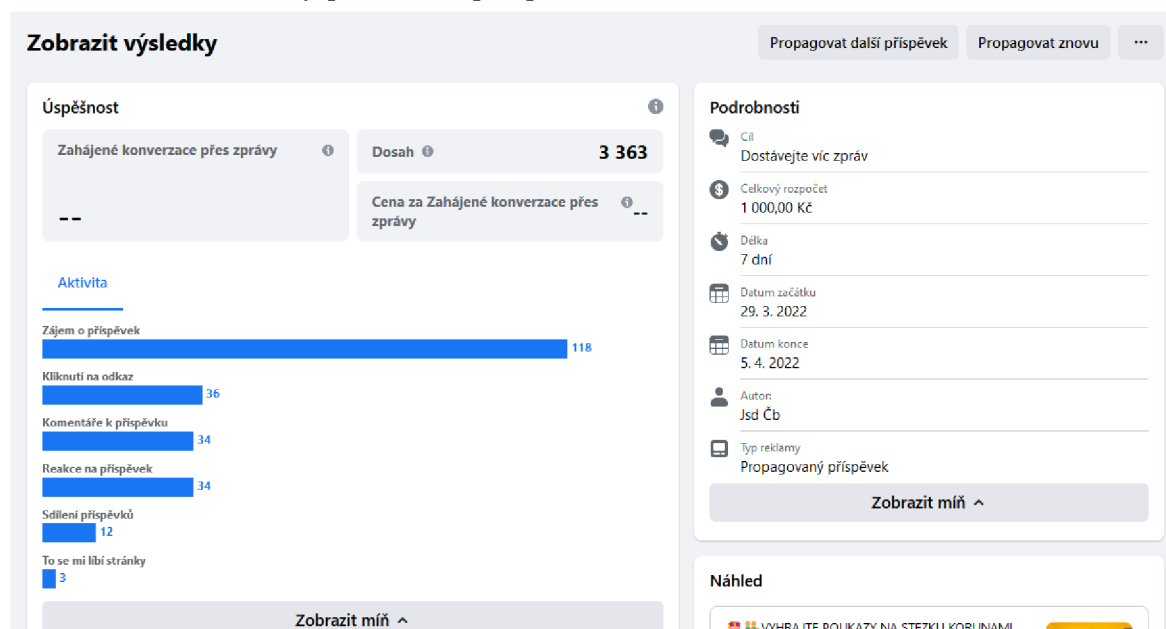 Zobrazit výsledky
Propagovat další příspěvek
Propagovat znovu
...
Úspěšnost
Zahájené konverzace přes zprávy
--
Dosah
3 363
Cena za Zahájené konverzace přes
zprávy
--
Aktivita
Zájem o příspěvek
118
Kliknutí na odkaz
36
Komentáře k příspěvku
34
Reakce na příspěvek
34
Sdílení příspěvků
12
To se mi líbí stránky
3
Zobrazit míň
Podrobnosti
Cíl
Dostávejte víc zpráv
Celkový rozpočet
1 000,00 Kč
Délka
7 dní
Datum začátku
29. 3. 2022
Datum konce
5. 4. 2022
Autor:
Jsd Čb
Typ reklamy
Propagovaný příspěvek
Zobrazit míň
Náhled
VYHRAJTE POUKAZY NA STEZKU KORUNAMI